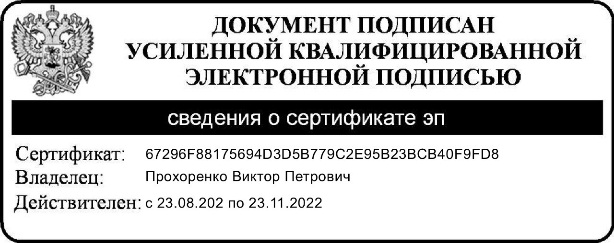 ДОКУМЕНТ ПОДПИСАН
УСИЛЕННОЙ КВАЛИФИЦИРОВАННОЙ
ЭЛЕКТРОННОЙ ПОДПИСЬЮ
сведения о сертификате эп
Сертификат: 67296F88175694D3D5B779C2E95B23BCB40F9FD8
Владелец: Прохоренко Виктор Петрович
Действителен: с 23.08.202 по 23.11.2022